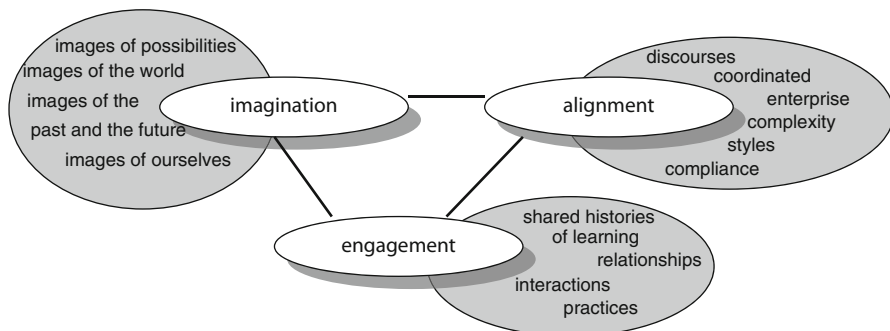 images of possibilities
images of the world
images of the
past and the future
images of ourselves
imagination
alignment
discourses
coordinated
enterprise
complexity
styles
compliance
engagement
shared histories
of learning
relationships
interactions
practices